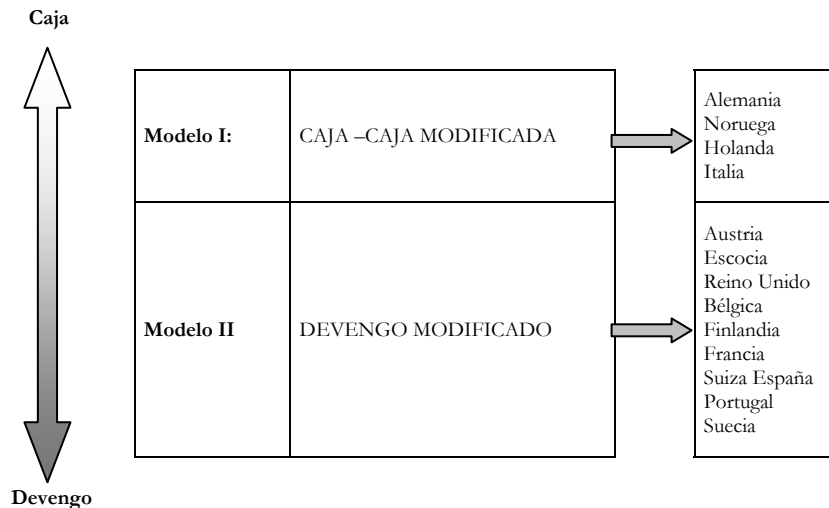 Caja
Modelo I:
CAJA –CAJA MODIFICADA
Alemania
Noruega
Holanda
Italia
Modelo II
DEVENGO MODIFICADO
Austria
Escocia
Reino Unido
Bélgica
Finlandia
Francia
Suiza España
Portugal
Suecia
Devengo